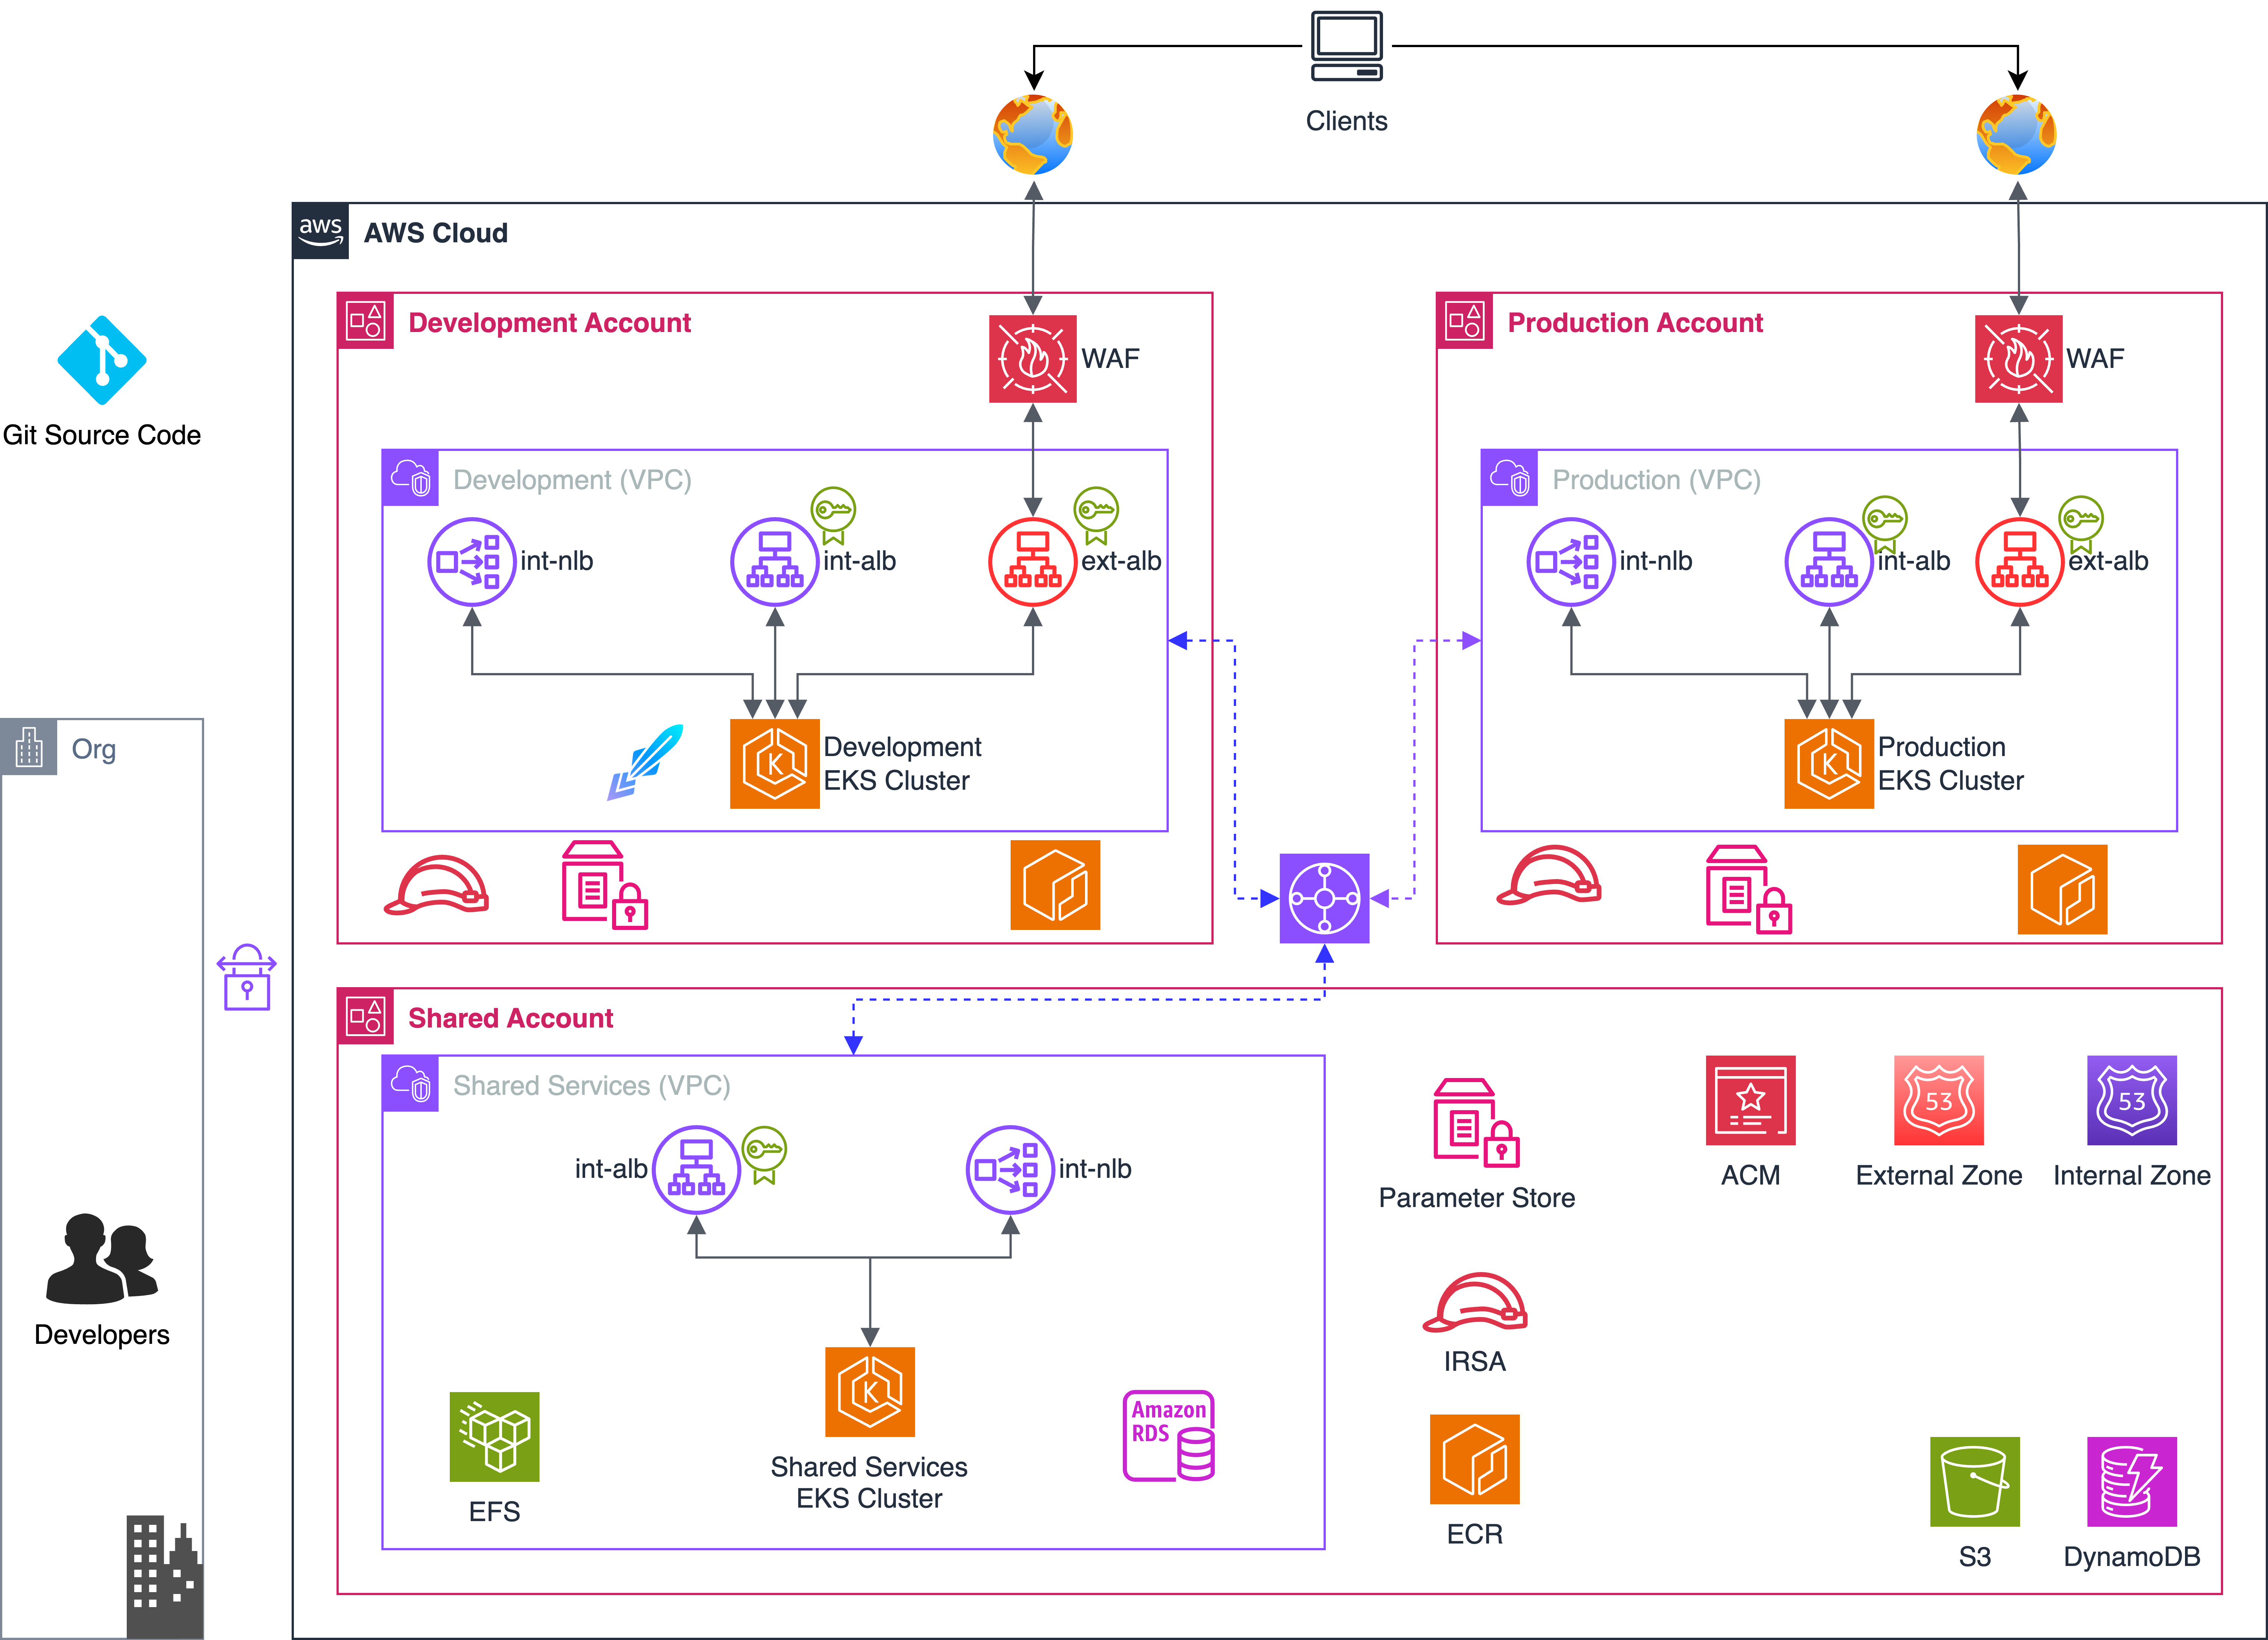 Clients
aws
AWS Cloud
Development Account
WAF
Production Account
WAF
Git Source Code
Development (VPC)
int-nlb
int-alb
ext-alb
Production (VPC)
int-nlb
int-alb
ext-alb
Org
K
Development
EKS Cluster
K
Production
EKS Cluster
Shared Account
Shared Services (VPC)
int-alb
int-nlb
Parameter Store
ACM
53
External Zone
53
Internal Zone
Developers
IRSA
K
Shared Services
EKS Cluster
EFS
Amazon
RDS
ECR
S3
DynamoDB